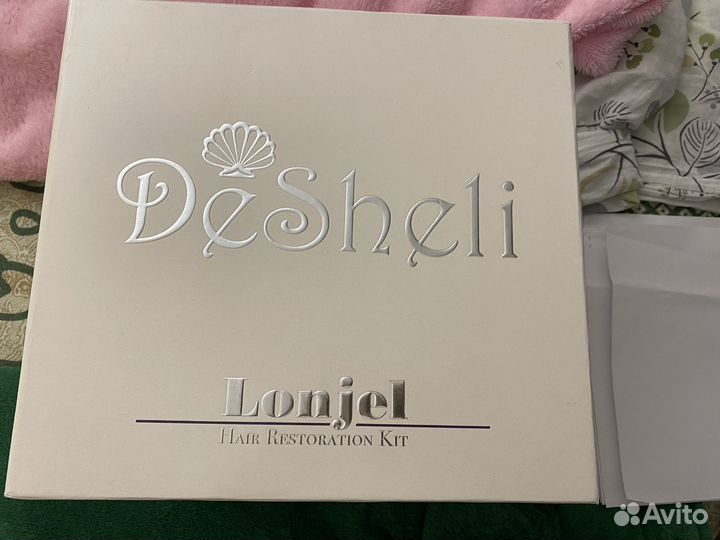 DeSheli
Lonjel
Hair Restoration Kit
Avito